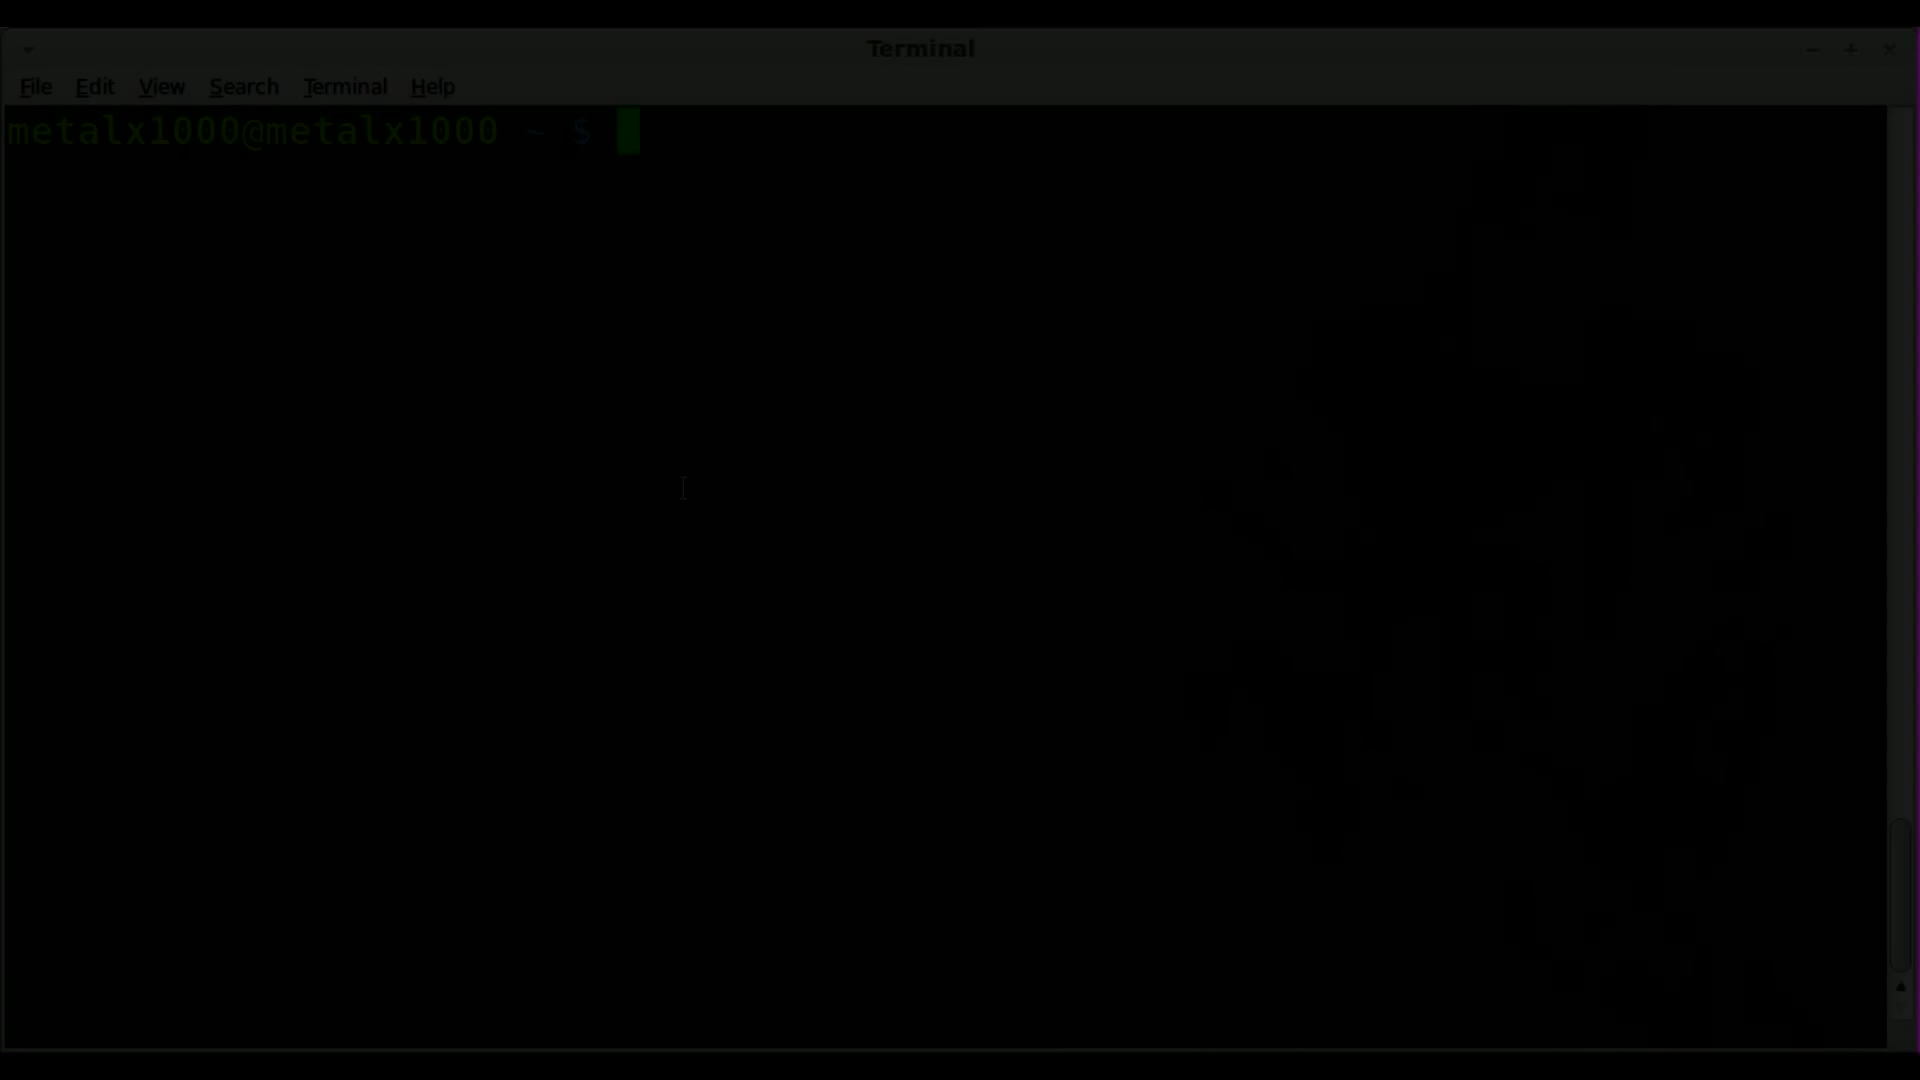 Terminal
File Edit View Search Terminal Help
metalx1000@metalx1000 ~ $